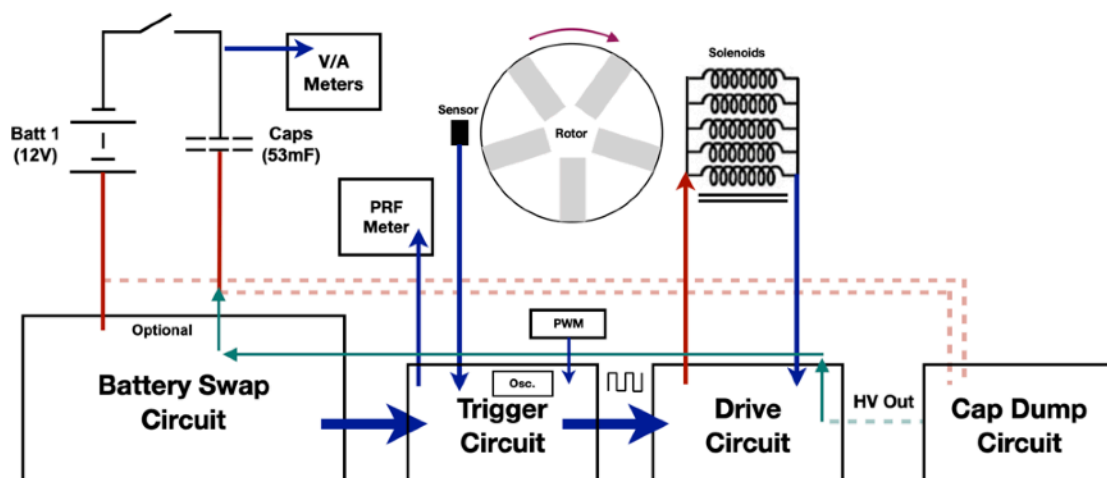 V/A
Meters
Solenoids
Sensor
Batt 1
(12V)
Caps
(53mF)
Rotor
PRF
Meter
Optional
PWM
Battery Swap
Circuit
Osc.
Trigger
Circuit
Drive
Circuit
HV Out
Cap Dump
Circuit